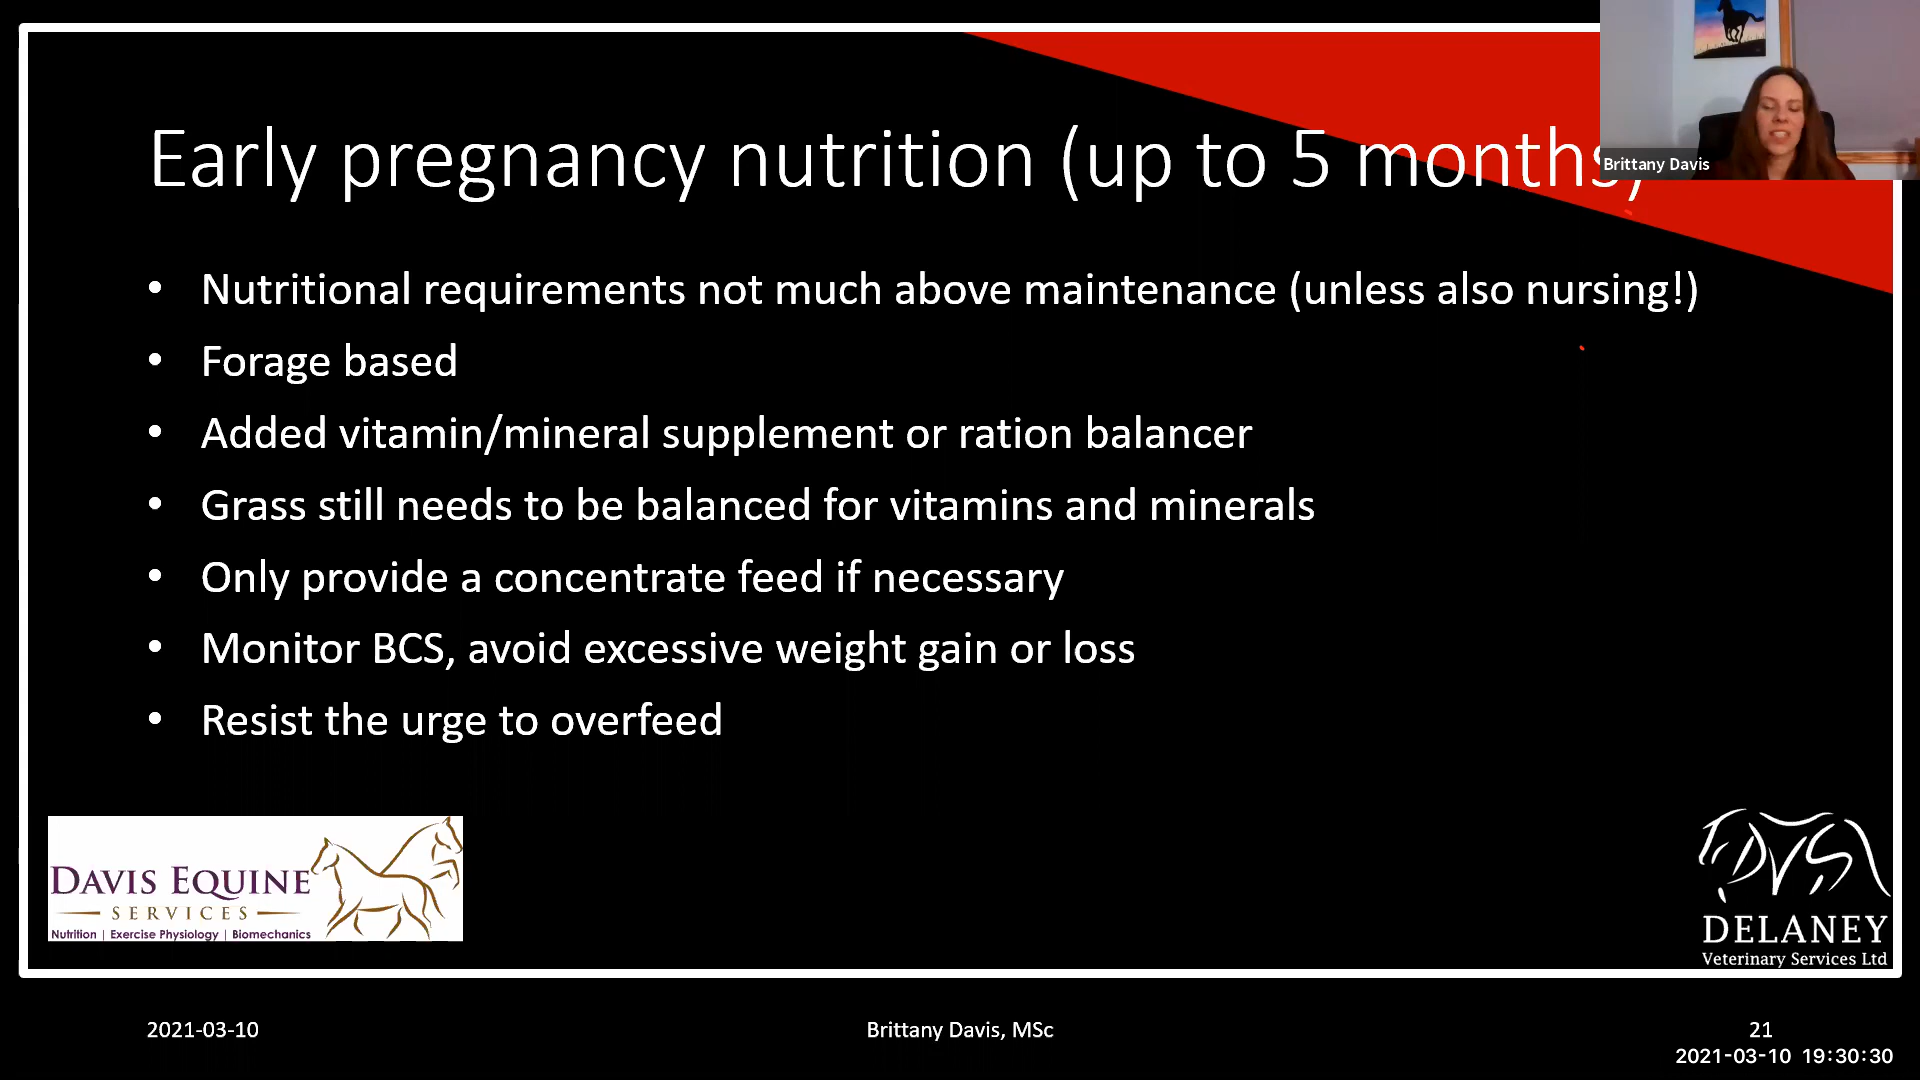 Early pregnancy nutrition (up to 5 months)
Brittany Davis
• Nutritional requirements not much above maintenance (unless also nursing!)
• Forage based
• Added vitamin/mineral supplement or ration balancer
• Grass still needs to be balanced for vitamins and minerals
• Only provide a concentrate feed if necessary
• Monitor BCS, avoid excessive weight gain or loss
• Resist the urge to overfeed
DAVIS EQUINE
SERVICES
Nutrition | Exercise Physiology | Biomechanics
DVS
DELANEY
Veterinary Services Ltd
2021-03-10
Brittany Davis, MSc
21
2021-03-10 19:30:30